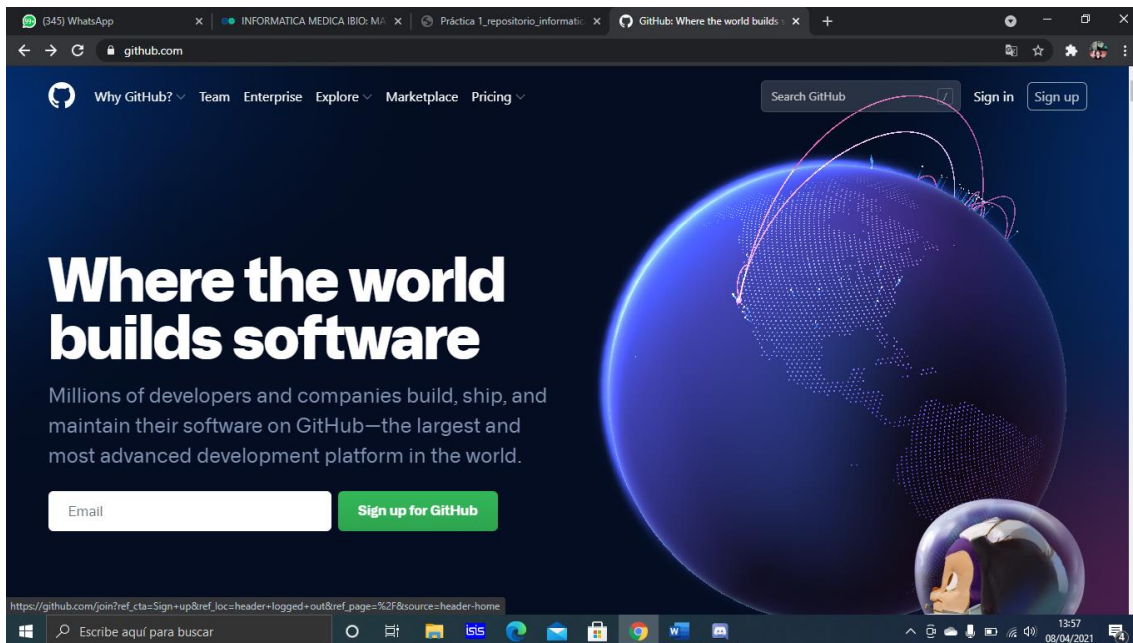 (345) WhatsApp
INFORMATICA MEDICA IBIO: MA
Práctica 1_repositorio_informatic
GitHub: Where the world builds s
github.com
Why GitHub? Team Enterprise Explore Marketplace Pricing
Search GitHub /
Sign in Sign up
Where the world
builds software
Millions of developers and companies build, ship, and
maintain their software on GitHub—the largest and
most advanced development platform in the world.
Email
Sign up for GitHub
https://github.com/join?ref_cta=Sign+up&ref_loc=header+logged+out&ref_page=%2F&source=header-home
Escribe aquí para buscar
isis
13:57
08/04/2021
4